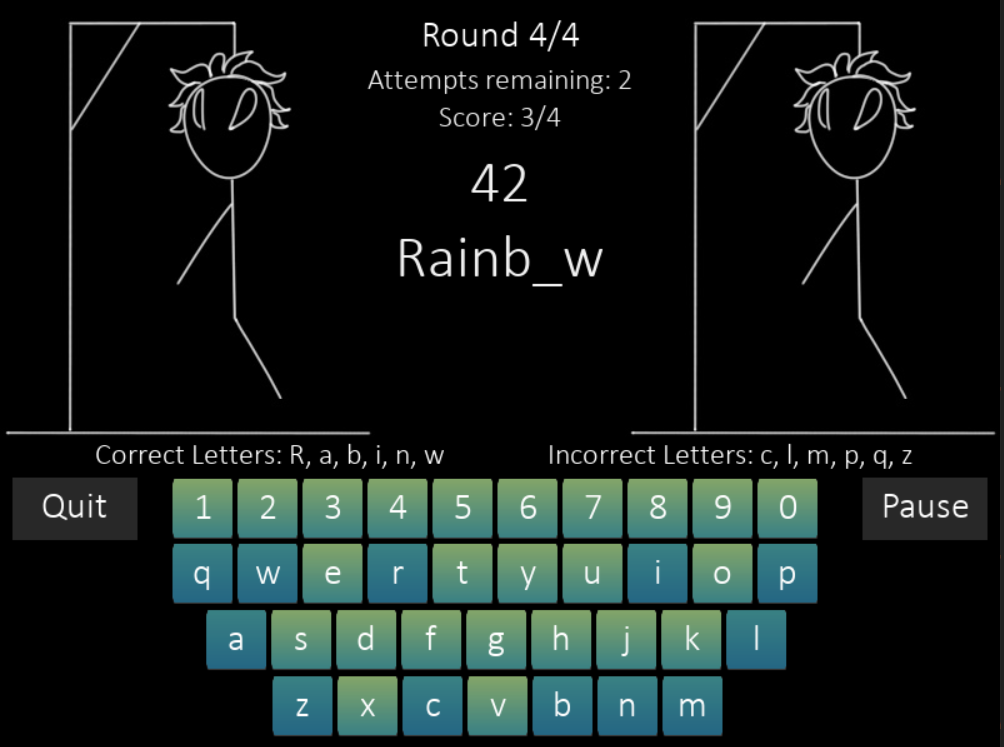 Round 4/4
Attempts remaining: 2
Score: 3/4
42
Rainb_w
Correct Letters: R, a, b, i, n, w
Incorrect Letters: c, l, m, p, q, z
Quit
1 2 3 4 5 6 7 8 9 0
Pause
q w e r t y u i o p
a s d f g h j k l
z x c v b n m